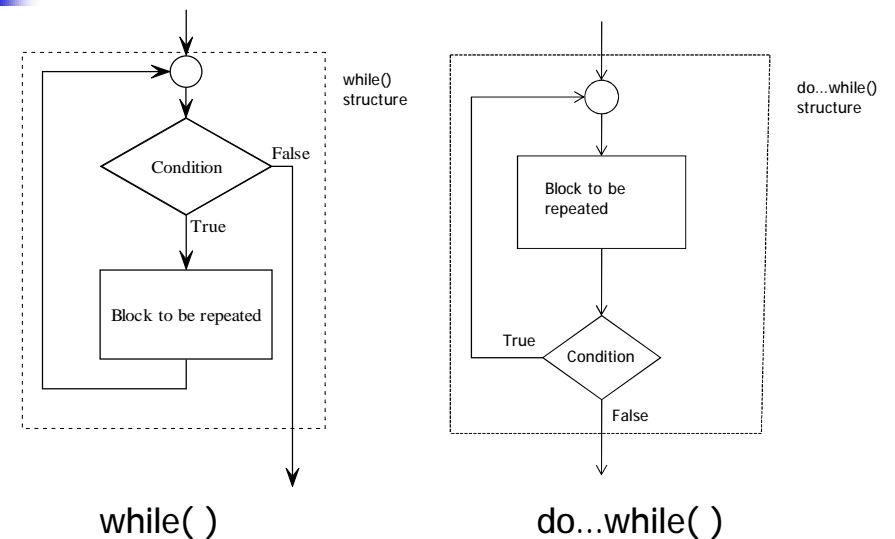 while()
structure
Condition
False
True
Block to be repeated
while( )
do...while()
structure
Block to be
repeated
True
Condition
False
do...while( )